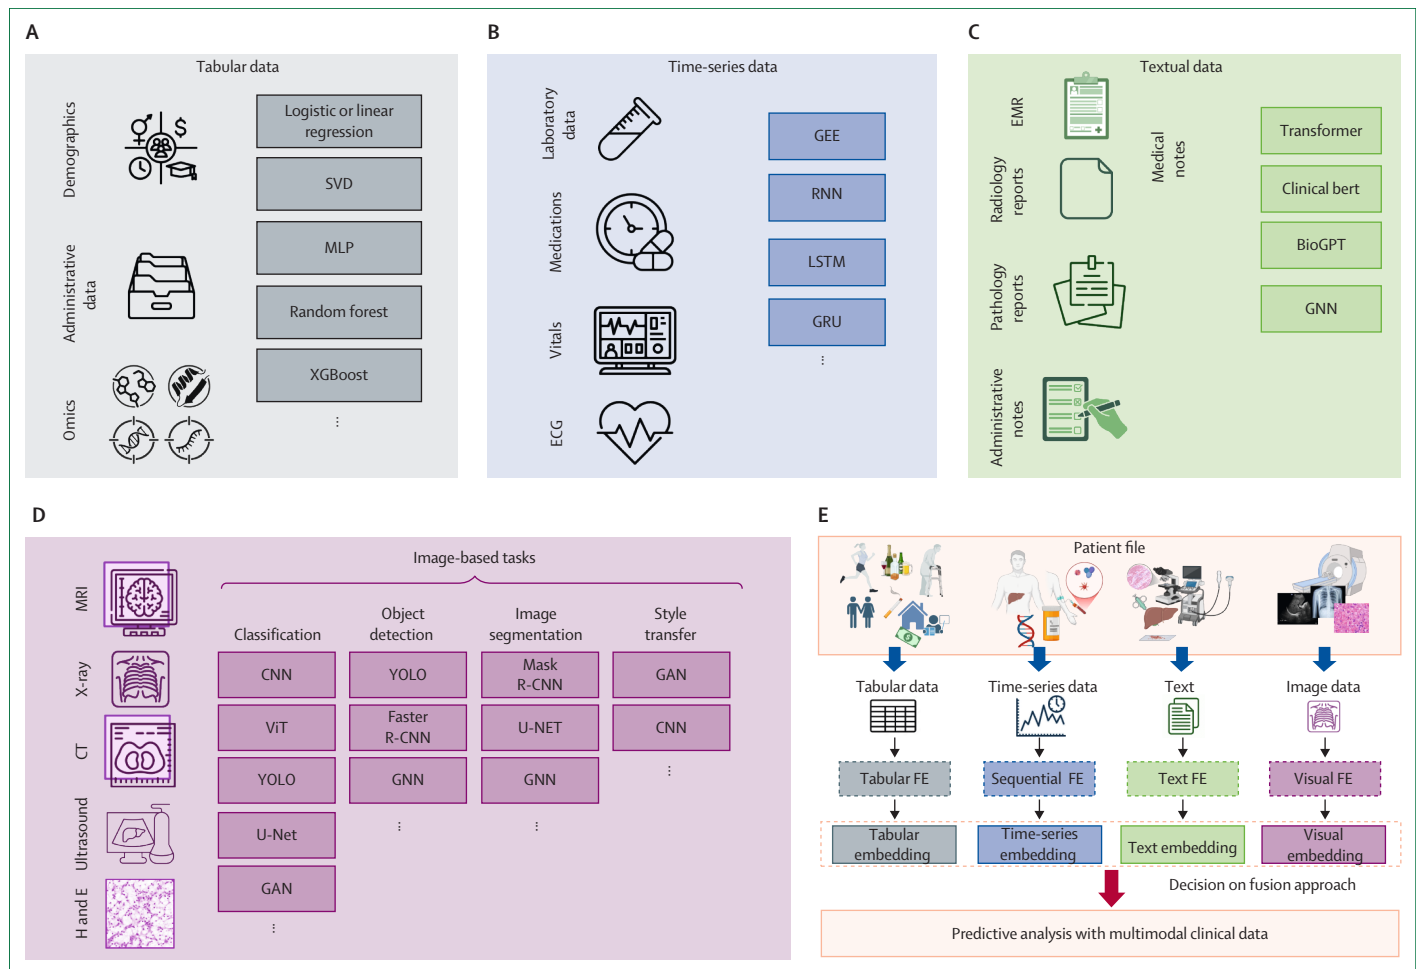 A
Tabular data
Demographics
Administrative
data
Omics
Logistic or linear
regression
SVD
MLP
Random forest
XGBoost
⋮
B
Time-series data
Laboratory
data
Medications
Vitals
ECG
GEE
RNN
LSTM
GRU
⋮
C
Textual data
EMR
Radiology
reports
Pathology
reports
Administrative
notes
Medical
notes
Transformer
Clinical bert
BioGPT
GNN
D
Image-based tasks
MRI
X-ray
CT
Ultrasound
H and E
Classification
CNN
ViT
YOLO
U-Net
GAN
⋮
Object
detection
YOLO
Faster
R-CNN
GNN
⋮
Image
segmentation
Mask
R-CNN
U-NET
GNN
⋮
Style
transfer
GAN
CNN
⋮
E
Patient file
Tabular data
Time-series data
Text
Image data
Tabular FE
Sequential FE
Text FE
Visual FE
Tabular
embedding
Time-series
embedding
Text embedding
Visual
embedding
Decision on fusion approach
Predictive analysis with multimodal clinical data